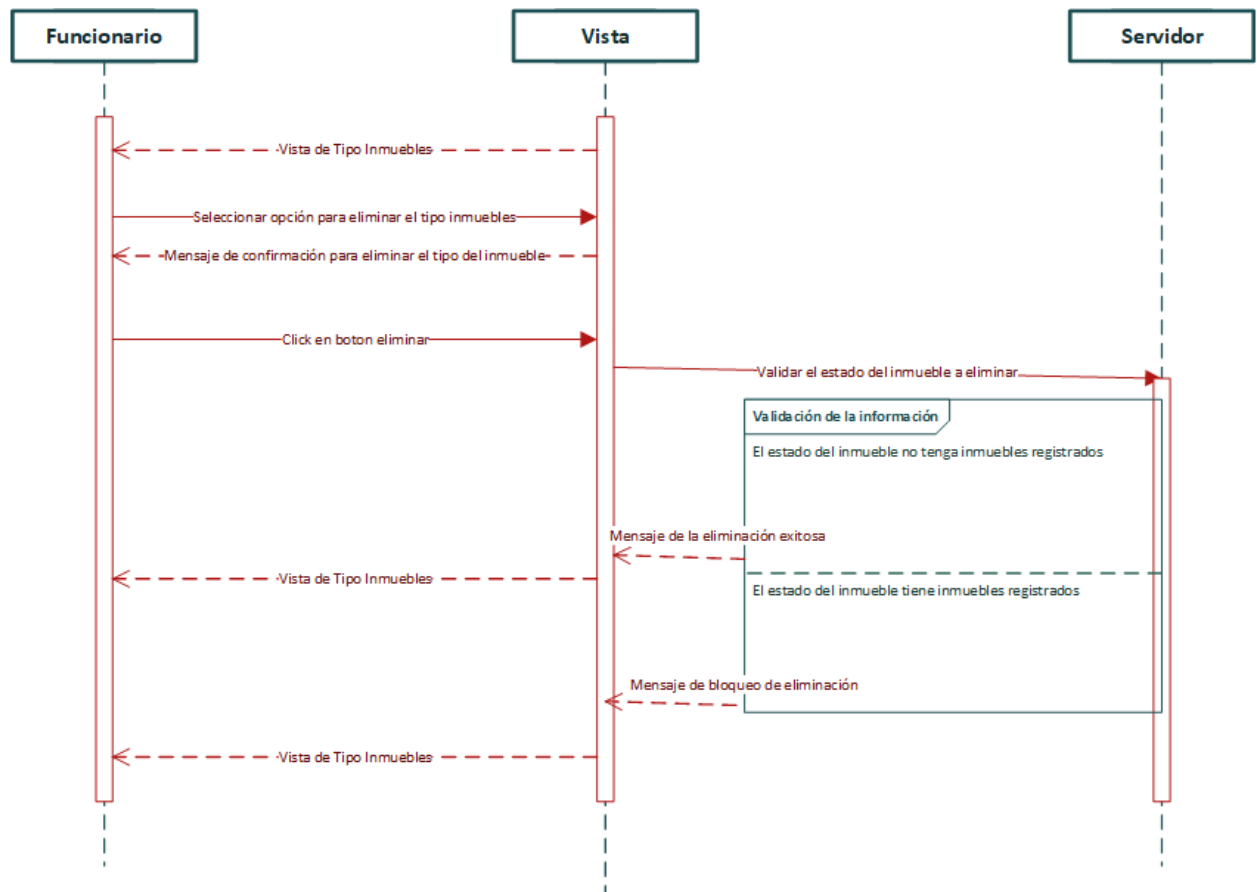 Funcionario
Vista
Servidor
Vista de Tipo Inmuebles
Seleccionar opción para eliminar el tipo inmuebles
Mensaje de confirmación para eliminar el tipo del inmueble
Click en boton eliminar
Validar el estado del inmueble a eliminar
Validación de la información
El estado del inmueble no tenga inmuebles registrados
Mensaje de la eliminación exitosa
Vista de Tipo Inmuebles
El estado del inmueble tiene inmuebles registrados
Mensaje de bloqueo de eliminación
Vista de Tipo Inmuebles